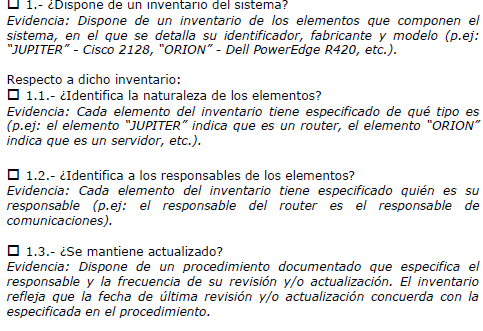 ☐ 1.- ¿Dispone de un inventario del sistema?
Evidencia: Dispone de un inventario de los elementos que componen el
sistema, en el que se detalla su identificador, fabricante y modelo (p.ej:
“JUPITER” - Cisco 2128, “ORION” - Dell PowerEdge R420, etc.).
Respecto a dicho inventario:
☐ 1.1.- ¿Identifica la naturaleza de los elementos?
Evidencia: Cada elemento del inventario tiene especificado de qué tipo es
(p.ej: el elemento “JUPITER” indica que es un router, el elemento “ORION”
indica que es un servidor, etc.).
☐ 1.2.- ¿Identifica a los responsables de los elementos?
Evidencia: Cada elemento del inventario tiene especificado quién es su
responsable (p.ej: el responsable del router es el responsable de
comunicaciones).
☐ 1.3.- ¿Se mantiene actualizado?
Evidencia: Dispone de un procedimiento documentado que especifica el
responsable y la frecuencia de su revisión y/o actualización. El inventario
refleja que la fecha de última revisión y/o actualización concuerda con la
especificada en el procedimiento.